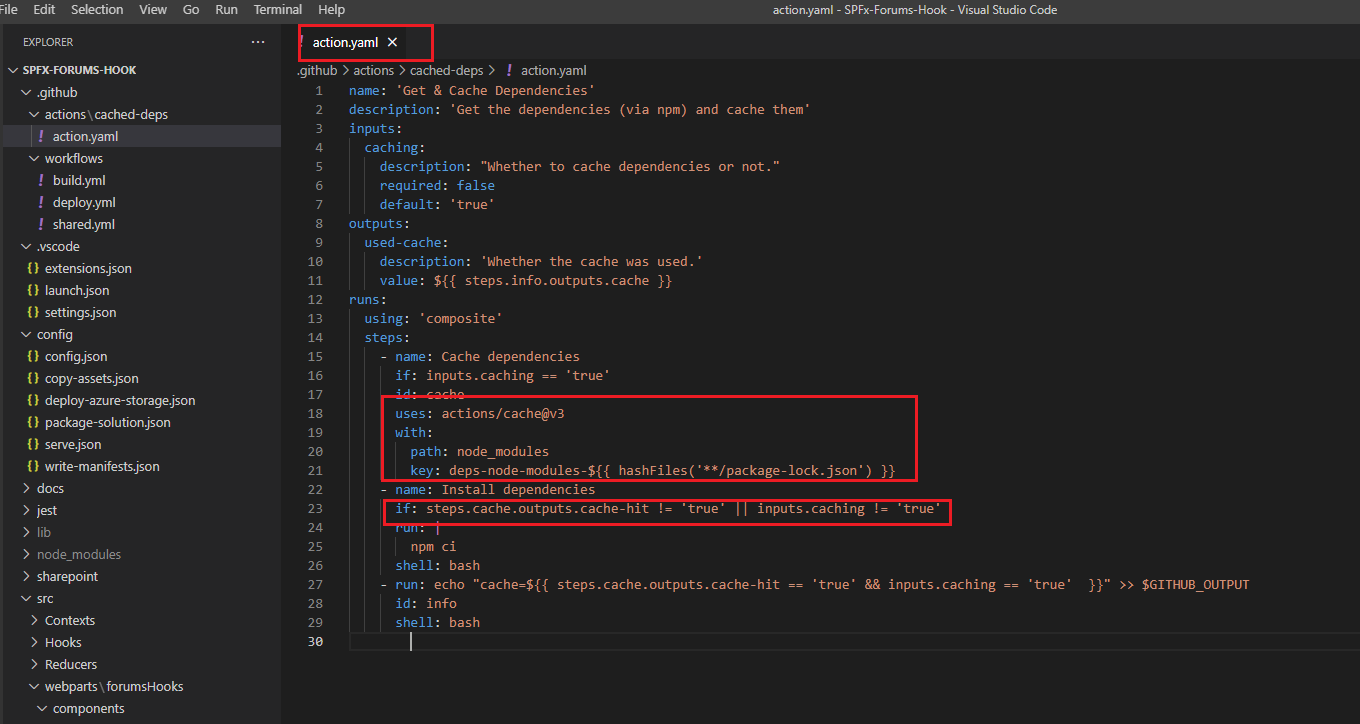 File Edit Selection View Go Run Terminal Help
action.yaml - SPFx-Forums-Hook - Visual Studio Code
EXPLORER
SPFX-FORUMS-HOOK
.github
actions\cached-deps
action.yaml
workflows
build.yml
deploy.yml
shared.yml
.vscode
extensions.json
launch.json
settings.json
config
config.json
copy-assets.json
deploy-azure-storage.json
package-solution.json
serve.json
write-manifests.json
docs
jest
lib
node_modules
sharepoint
src
Contexts
Hooks
Reducers
webparts\forumsHooks
components
! action.yaml ×
.github > actions > cached-deps > ! action.yaml
1 name: 'Get & Cache Dependencies'
2 description: 'Get the dependencies (via npm) and cache them'
3 inputs:
4 caching:
5 description: "Whether to cache dependencies or not."
6 required: false
7 default: 'true'
8 outputs:
9 used-cache:
10 description: 'Whether the cache was used.'
11 value: ${{ steps.info.outputs.cache }}
12 runs:
13 using: 'composite'
14 steps:
15 - name: Cache dependencies
16 if: inputs.caching == 'true'
17 id: cache
18 uses: actions/cache@v3
19 with:
20 path: node_modules
21 key: deps-node-modules-${{ hashFiles('**/package-lock.json') }}
22 - name: Install dependencies
23 if: steps.cache.outputs.cache-hit != 'true' || inputs.caching != 'true'
24 run: |
25 npm ci
26 shell: bash
27 - run: echo "cache=${{ steps.cache.outputs.cache-hit == 'true' && inputs.caching == 'true'  }}" >> $GITHUB_OUTPUT
28 id: info
29 shell: bash
30